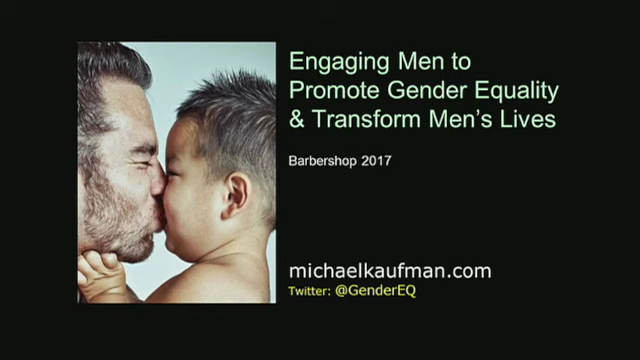 Engaging Men to
Promote Gender Equality
& Transform Men's Lives
Barbershop 2017
michaelkaufman.com
Twitter: @GenderEQ